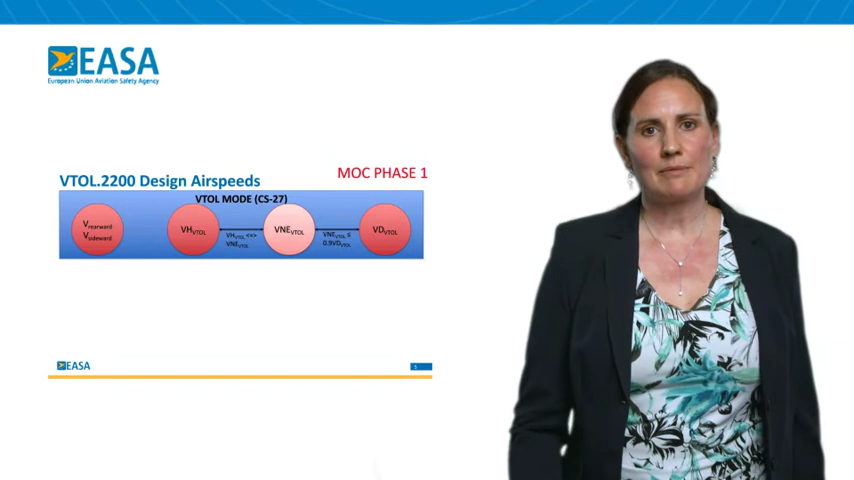 EASA
European Union Aviation Safety Agency
VTOL.2200 Design Airspeeds
MOC PHASE 1
VTOL MODE (CS-27)
Vrearward
Vsideward
VHVTOL
VHVTOL <=>
VNEVTOL
VNEVTOL
VNEVTOL ≤
0.9VDVTOL
VDVTOL
EASA
5